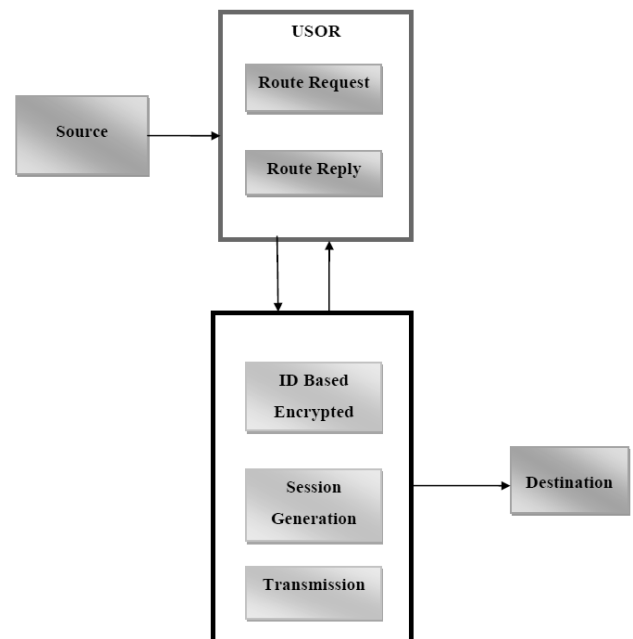 USOR
Route Request
Source
Route Reply
ID Based
Encrypted
Session
Generation
Destination
Transmission